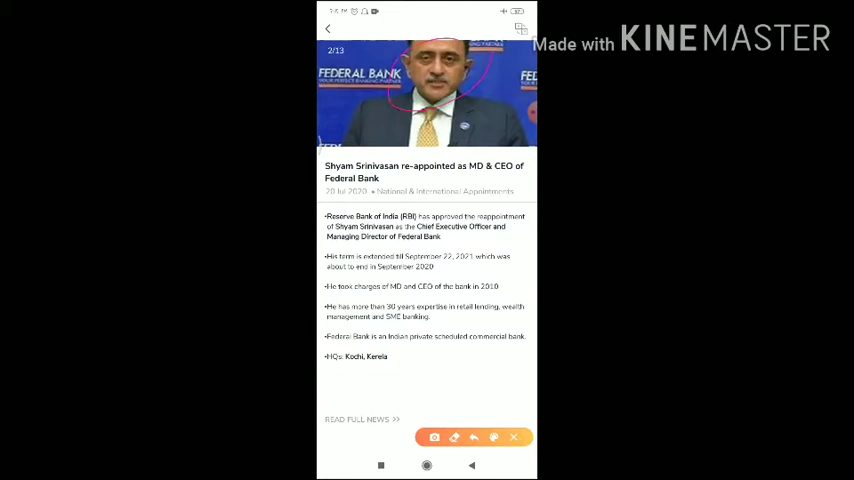 Made with KINEMASTER
2/13
FEDERAL BANK
YOUR PERFECT BANKING PARTNER
Shyam Srinivasan re-appointed as MD & CEO of
Federal Bank
20 Jul 2020 • National & International Appointments
•Reserve Bank of India (RBI) has approved the reappointment
of Shyam Srinivasan as the Chief Executive Officer and
Managing Director of Federal Bank
•His term is extended till September 22, 2021 which was
about to end in September 2020
•He took charges of MD and CEO of the bank in 2010
•He has more than 30 years expertise in retail lending, wealth
management and SME banking.
•Federal Bank is an Indian private scheduled commercial bank.
•HQs: Kochi, Kerela
READ FULL NEWS >>